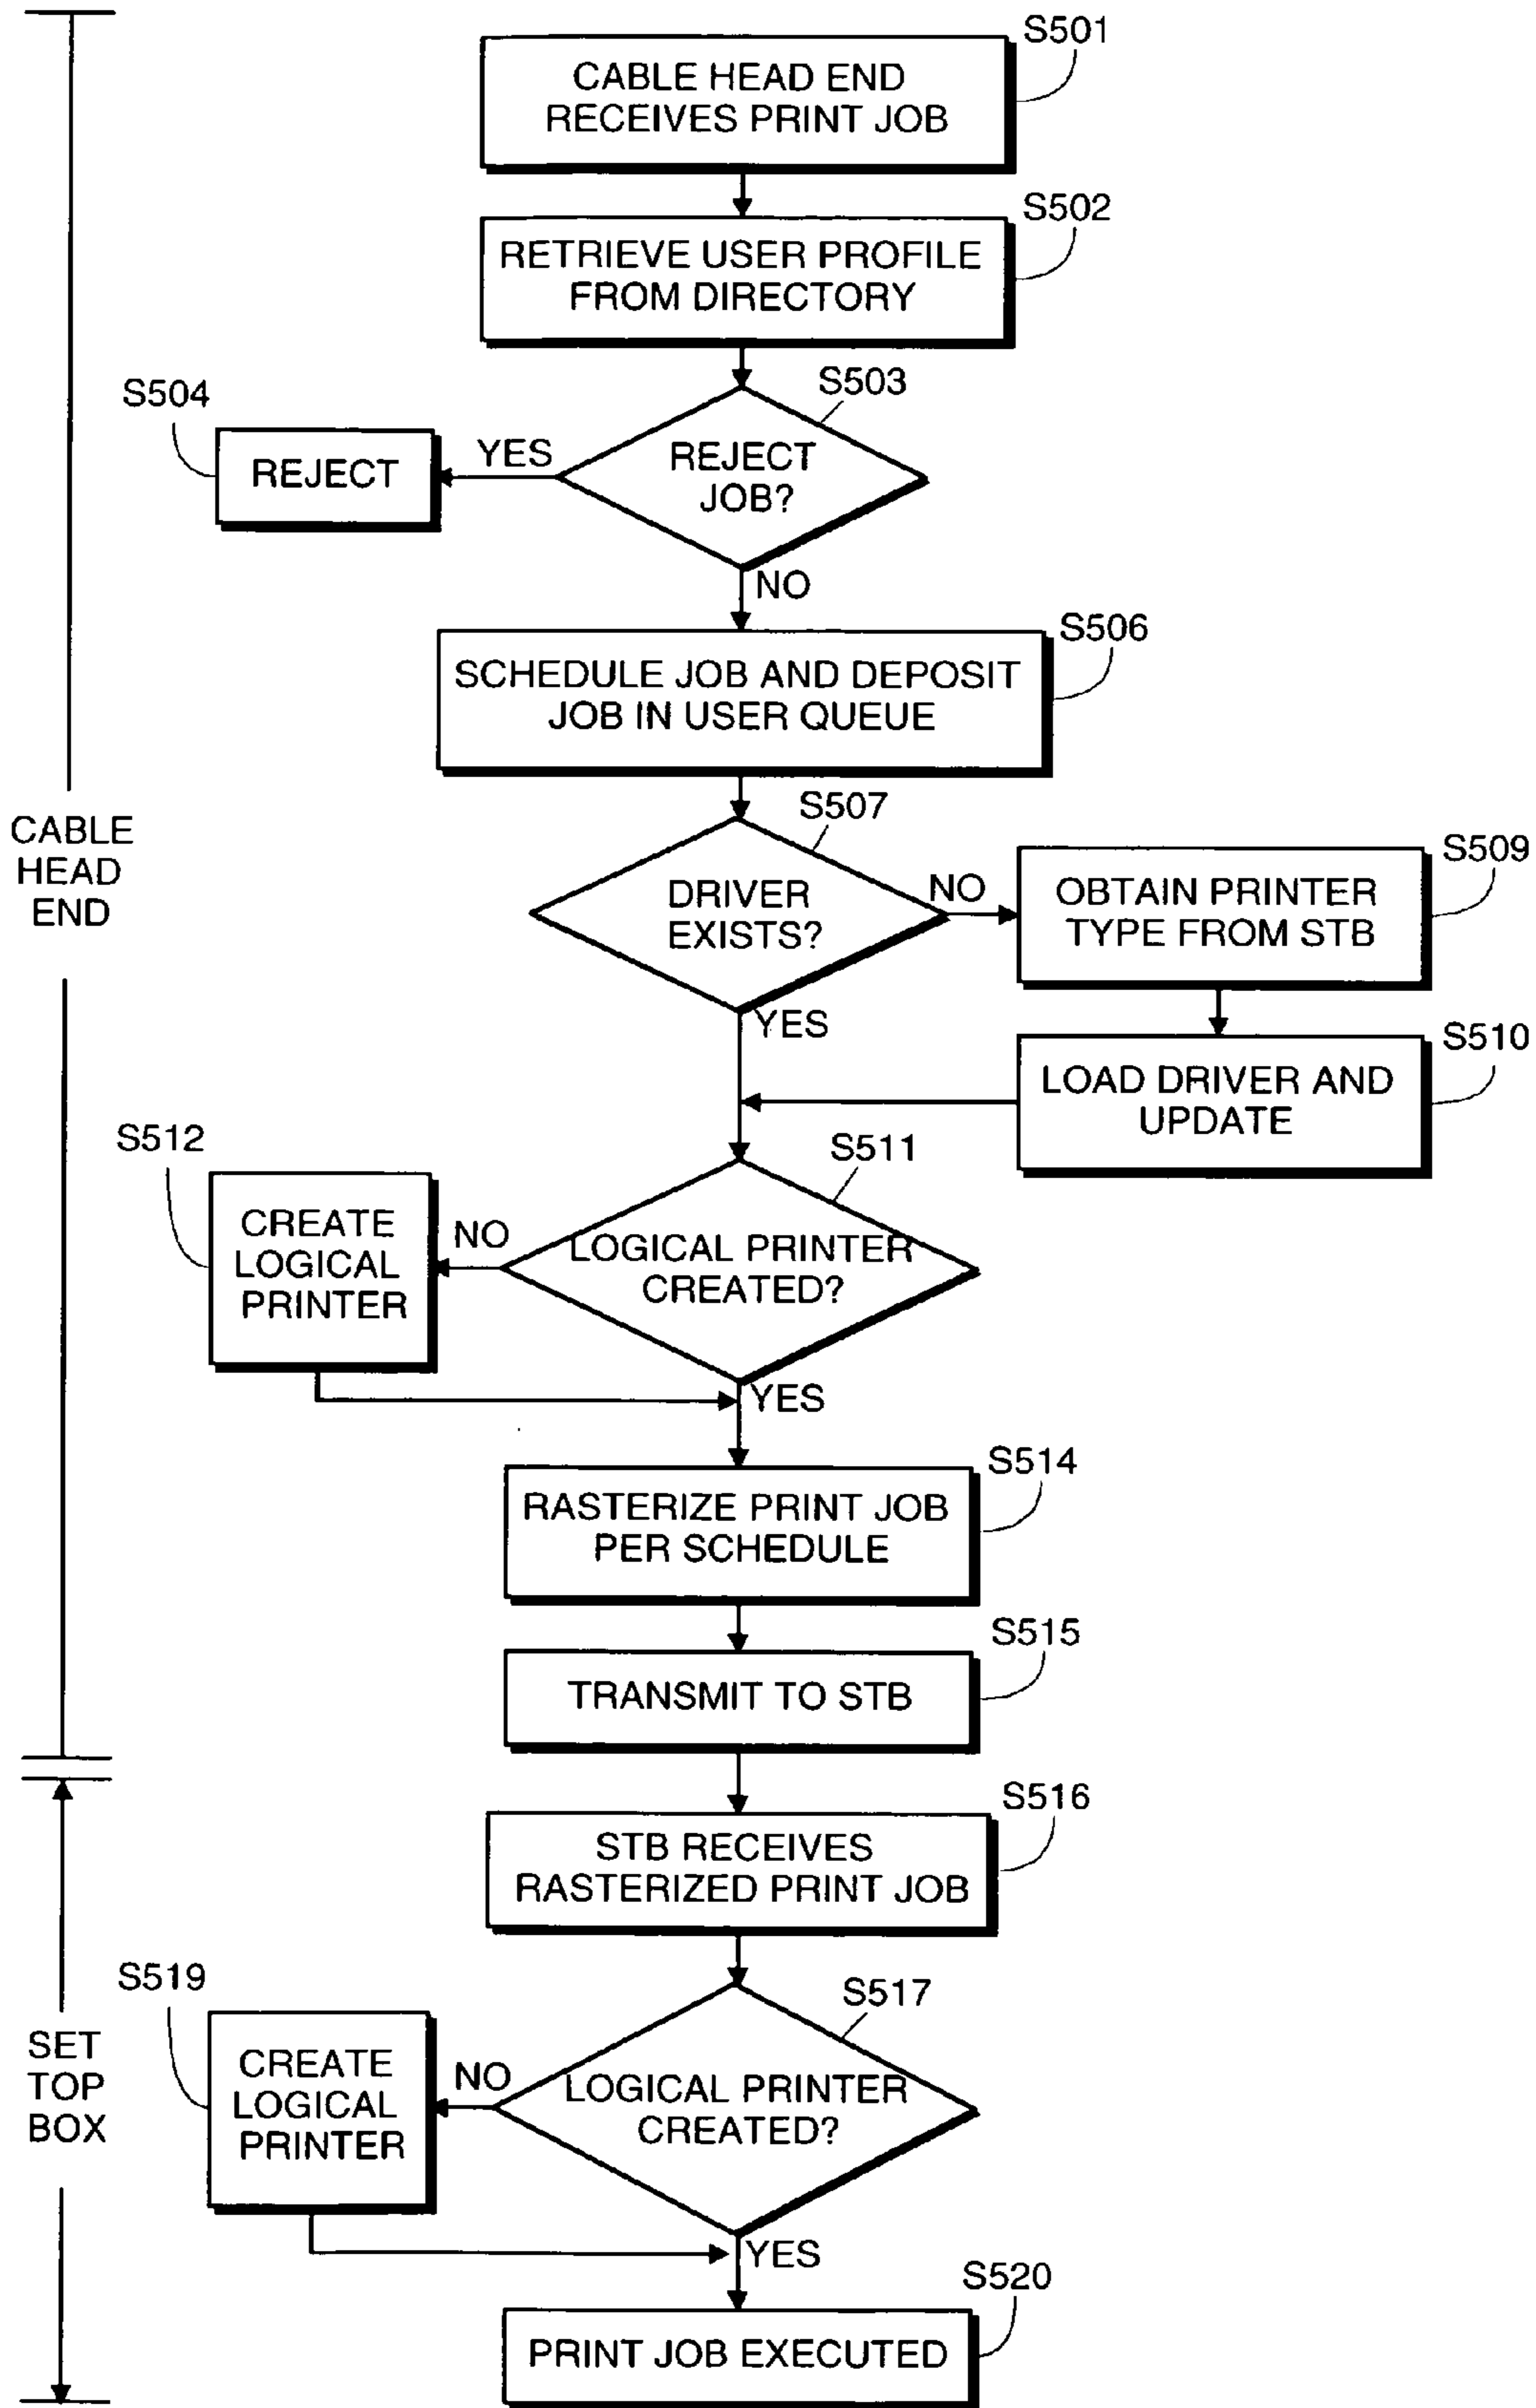 S501
CABLE HEAD END
RECEIVES PRINT JOB
S502
RETRIEVE USER PROFILE
FROM DIRECTORY
S503
REJECT
JOB?
YES
S504
REJECT
NO
S506
SCHEDULE JOB AND DEPOSIT
JOB IN USER QUEUE
CABLE
HEAD
END
S507
DRIVER
EXISTS?
NO
S509
OBTAIN PRINTER
TYPE FROM STB
YES
S510
LOAD DRIVER AND
UPDATE
S511
LOGICAL PRINTER
CREATED?
NO
S512
CREATE
LOGICAL
PRINTER
YES
S514
RASTERIZE PRINT JOB
PER SCHEDULE
S515
TRANSMIT TO STB
S516
STB RECEIVES
RASTERIZED PRINT JOB
SET
TOP
BOX
S517
LOGICAL PRINTER
CREATED?
NO
S519
CREATE
LOGICAL
PRINTER
YES
S520
PRINT JOB EXECUTED